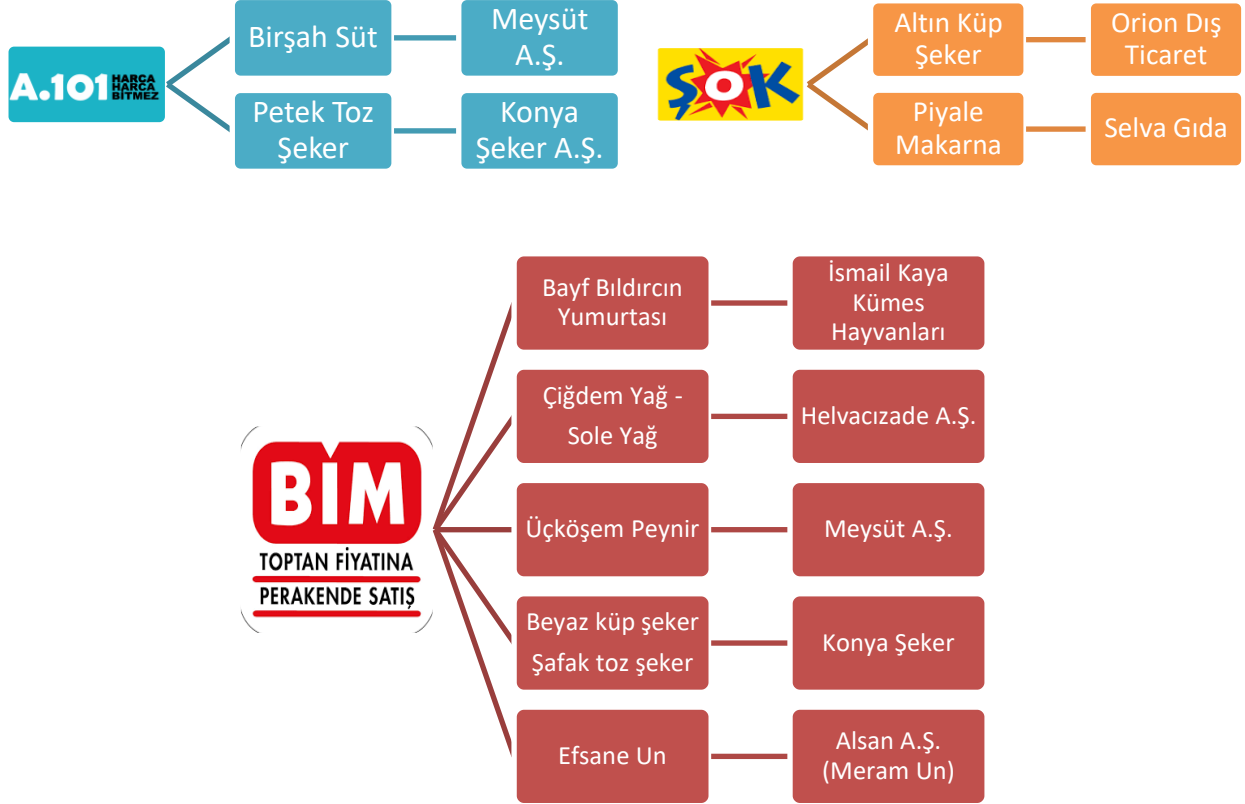 A.101
HARCA
HARCA
BITMEZ
Birşah Süt
Meysüt
A.Ş.
Petek Toz
Şeker
Konya
Şeker A.Ş.
ŞOK
Altın Küp
Şeker
Orion Dış
Ticaret
Piyale
Makarna
Selva Gıda
BİM
TOPTAN FİYATINA
PERAKENDE SATIŞ
Bayf Bıldırcın
Yumurtası
İsmail Kaya
Kümes
Hayvanları
Çiğdem Yağ -
Sole Yağ
Helvacızade A.Ş.
Üçköşem Peynir
Meysüt A.Ş.
Beyaz küp şeker
Şafak toz şeker
Konya Şeker
Efsane Un
Alsan A.Ş.
(Meram Un)